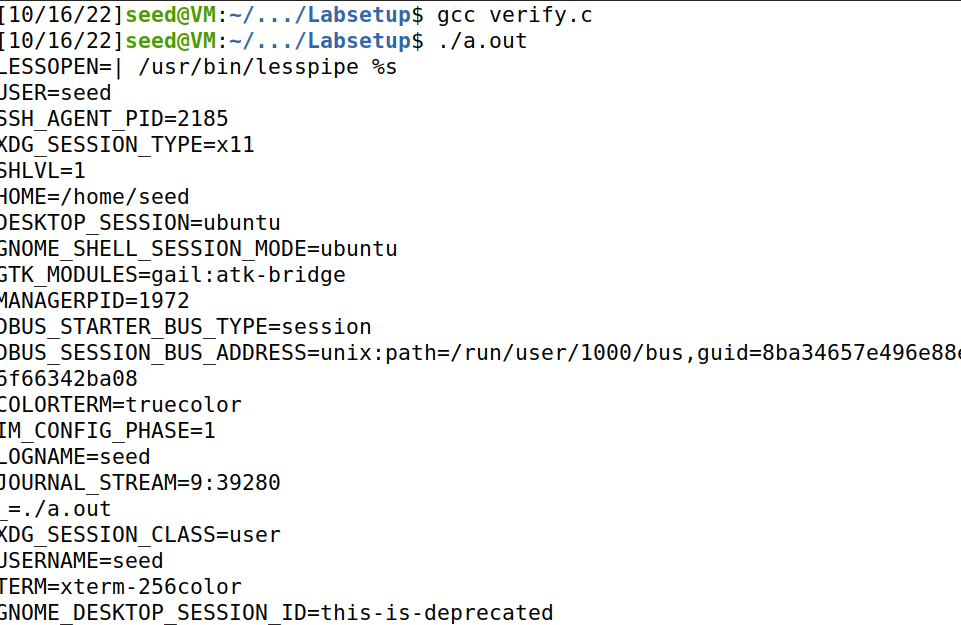 [10/16/22]seed@VM:~/.../Labsetup$ gcc verify.c
[10/16/22]seed@VM:~/.../Labsetup$ ./a.out
LESSOPEN=| /usr/bin/lesspipe %s
USER=seed
SSH_AGENT_PID=2185
XDG_SESSION_TYPE=x11
SHLVL=1
HOME=/home/seed
DESKTOP_SESSION=ubuntu
GNOME_SHELL_SESSION_MODE=ubuntu
GTK_MODULES=gail:atk-bridge
MANAGERPID=1972
DBUS_STARTER_BUS_TYPE=session
DBUS_SESSION_BUS_ADDRESS=unix:path=/run/user/1000/bus,guid=8ba34657e496e88e
6f66342ba08
COLORTERM=truecolor
IM_CONFIG_PHASE=1
LOGNAME=seed
JOURNAL_STREAM=9:39280
_=./a.out
XDG_SESSION_CLASS=user
USERNAME=seed
TERM=xterm-256color
GNOME_DESKTOP_SESSION_ID=this-is-deprecated